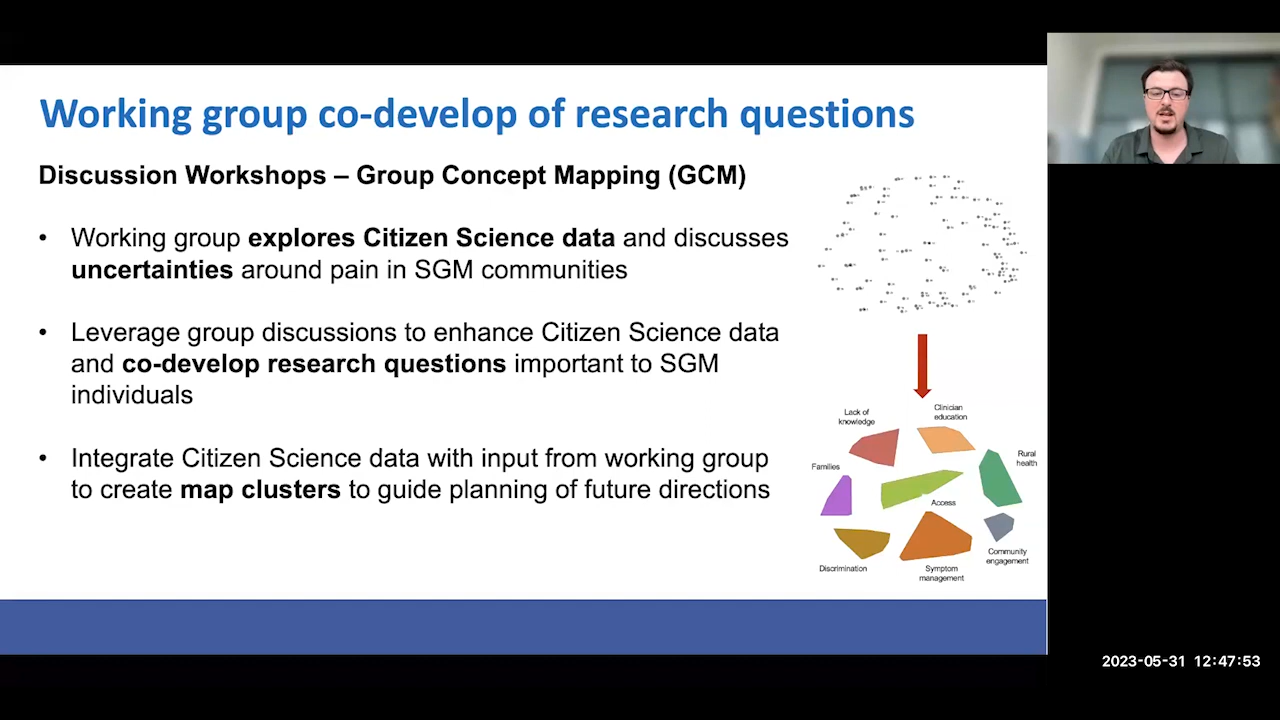 Working group co-develop of research questions
Discussion Workshops – Group Concept Mapping (GCM)
• Working group explores Citizen Science data and discusses
uncertainties around pain in SGM communities
• Leverage group discussions to enhance Citizen Science data
and co-develop research questions important to SGM
individuals
• Integrate Citizen Science data with input from working group
to create map clusters to guide planning of future directions
Lack of
knowledge
Clinician
education
Rural
health
Families
Access
Community
engagement
Discrimination
Symptom
management
2023-05-31 12:47:53